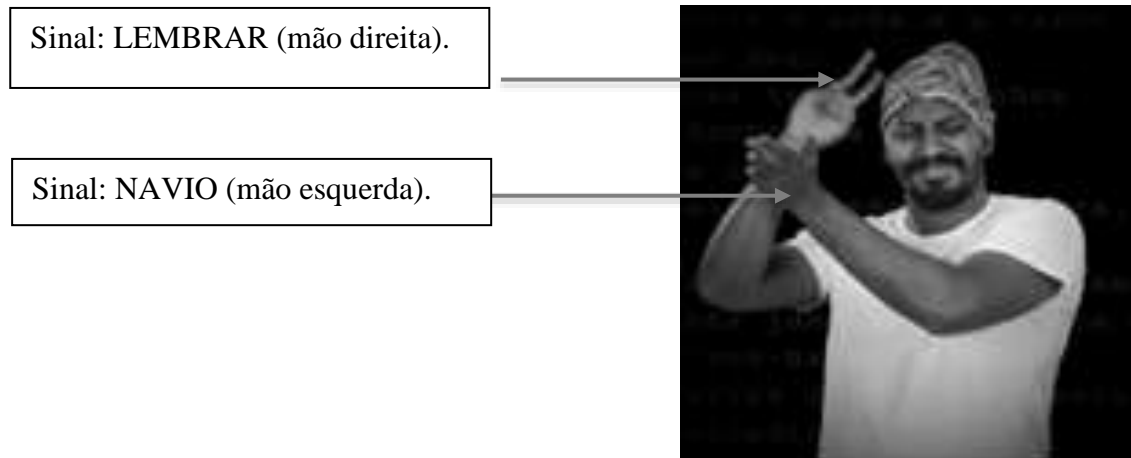 Sinal: LEMBRAR (mão direita).
Sinal: NAVIO (mão esquerda).